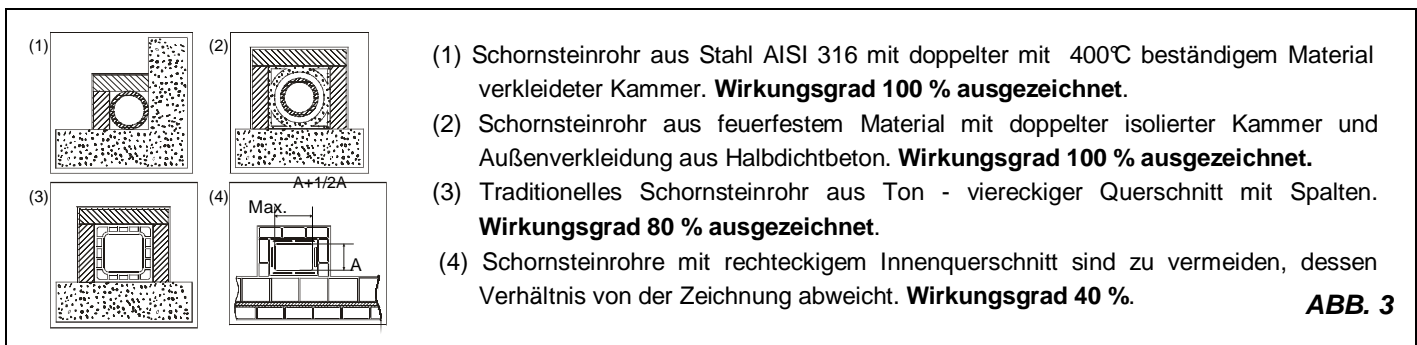 (1)
(2)
(3)
(4)
A+1/2A
Max.
A
(1) Schornsteinrohr aus Stahl AISI 316 mit doppelter mit 400℃ beständigem Material
verkleideter Kammer. Wirkungsgrad 100 % ausgezeichnet.
(2) Schornsteinrohr aus feuerfestem Material mit doppelter isolierter Kammer und
Außenverkleidung aus Halbdichtbeton. Wirkungsgrad 100 % ausgezeichnet.
(3) Traditionelles Schornsteinrohr aus Ton - viereckiger Querschnitt mit Spalten.
Wirkungsgrad 80 % ausgezeichnet.
(4) Schornsteinrohre mit rechteckigem Innenquerschnitt sind zu vermeiden, dessen
Verhältnis von der Zeichnung abweicht. Wirkungsgrad 40 %.
ABB. 3